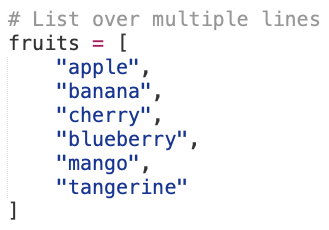 # List over multiple lines
fruits = [
    "apple",
    "banana",
    "cherry",
    "blueberry",
    "mango",
    "tangerine"
]